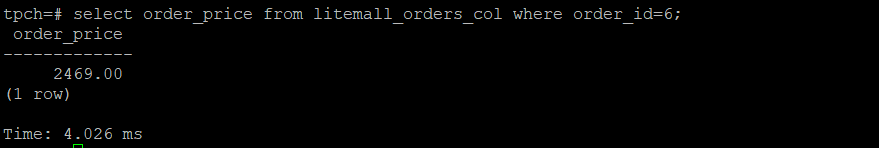 tpch=# select order_price from litemall_orders_col where order_id=6;
 order_price
-------------
     2469.00
(1 row)

Time: 4.026 ms